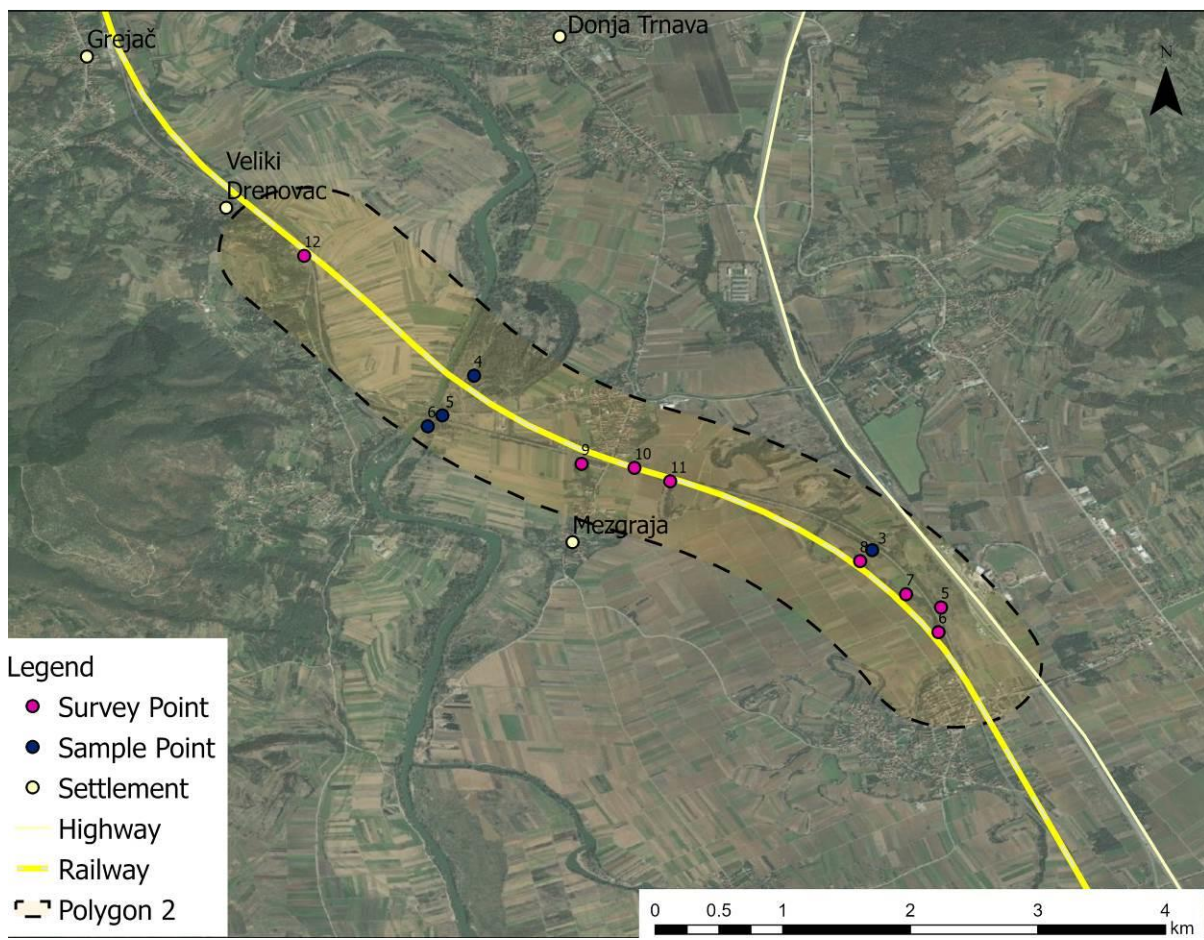 Donja Trnava
Grejač
N
Veliki
Drenovac
12
4
5
6
9
10
11
Mezgraja
3
8
7
5
6
Legend
Survey Point
Sample Point
Settlement
Highway
Railway
Polygon 2
0 0.5 1 2 3 4
km